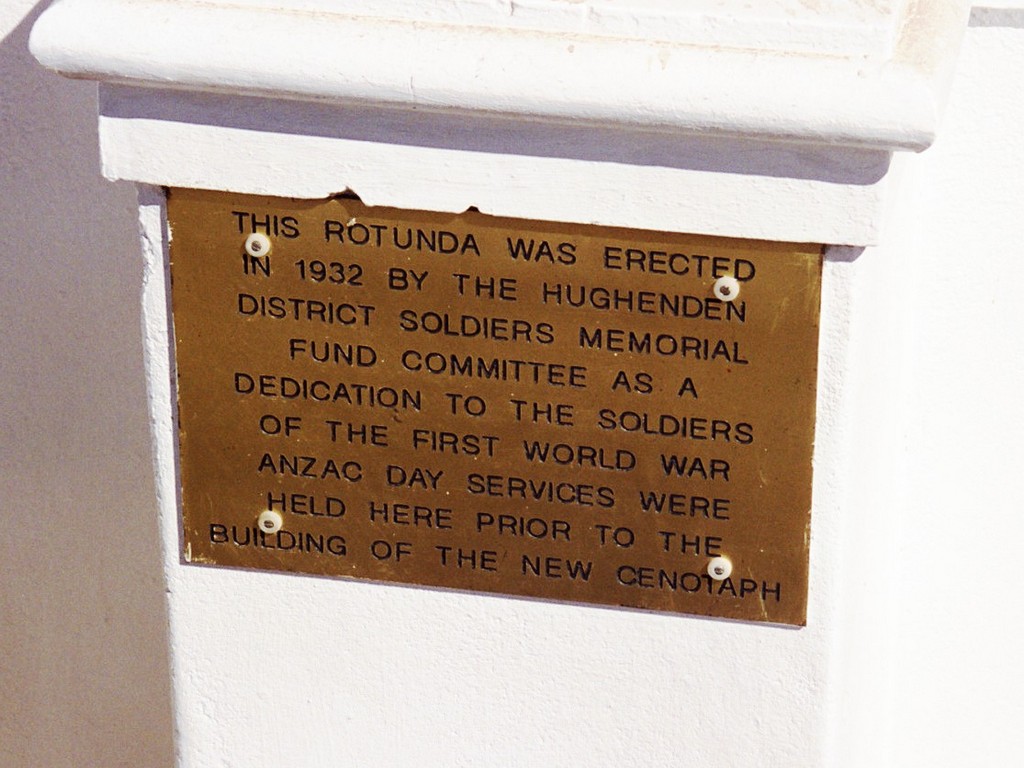 THIS ROTUNDA WAS ERECTED
IN 1932 BY THE HUGHENDEN
DISTRICT SOLDIERS MEMORIAL
FUND COMMITTEE AS A
DEDICATION TO THE SOLDIERS
OF THE FIRST WORLD WAR
ANZAC DAY SERVICES WERE
HELD HERE PRIOR TO THE
BUILDING OF THE NEW CENOTAPH